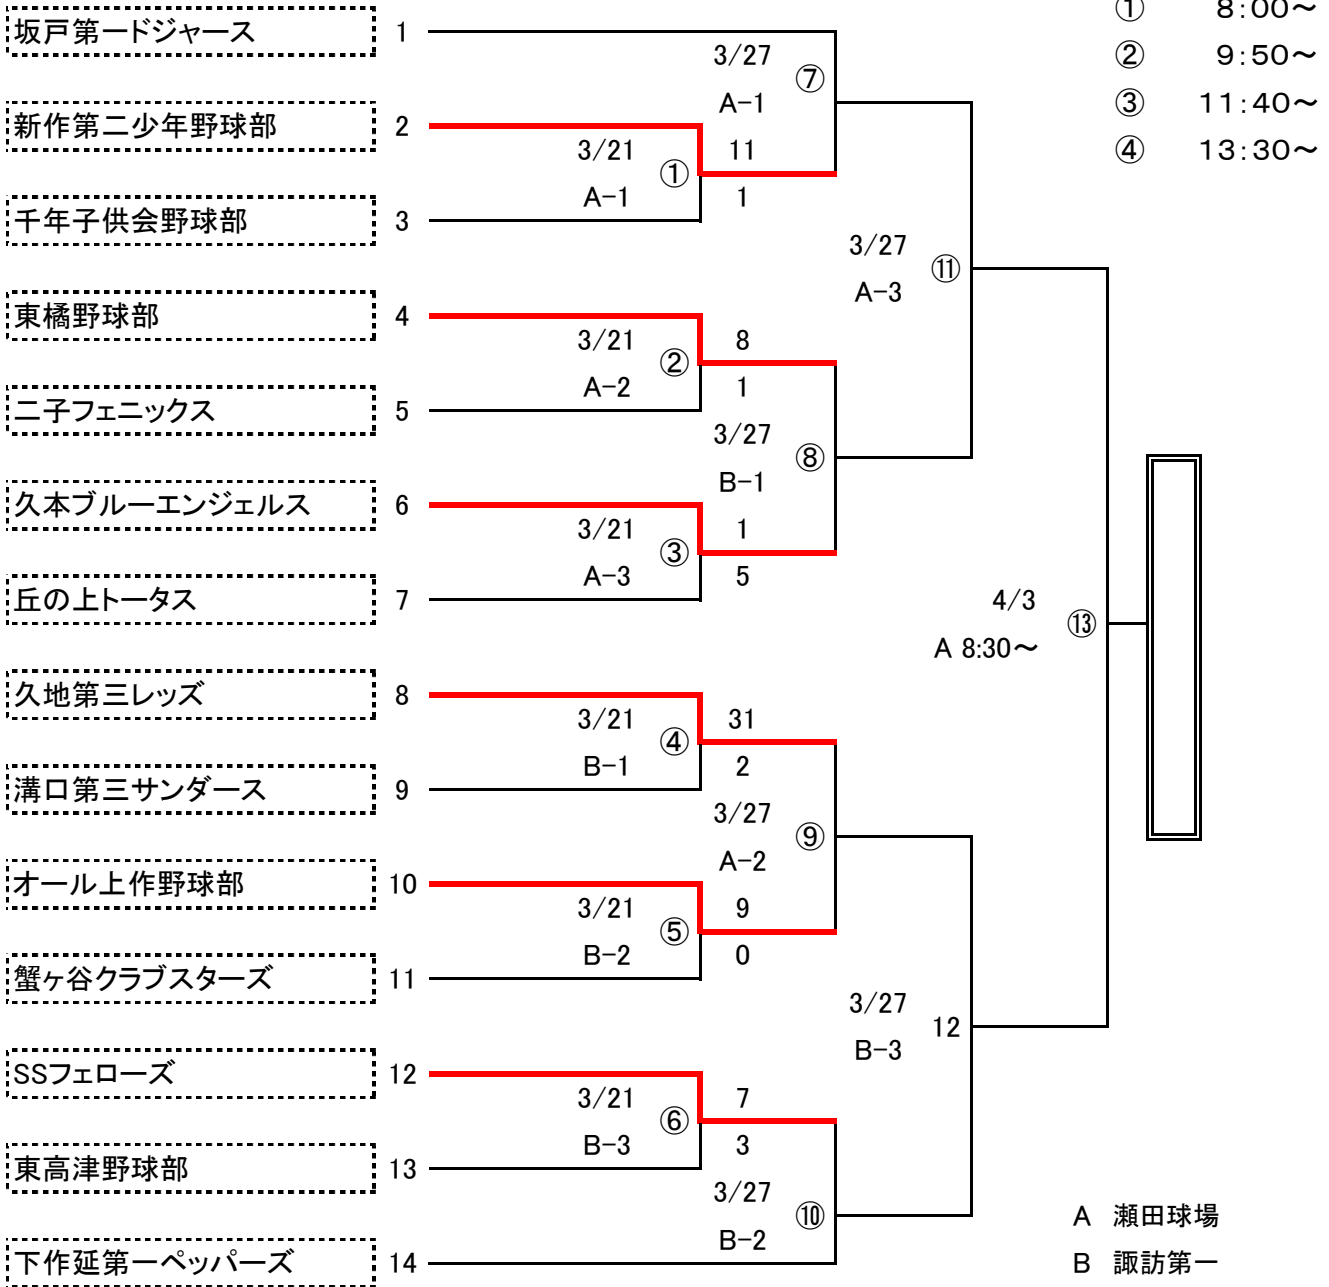 ① 8:00～
坂戸第一ドジャース 1
3/27 ⑦
② 9:50～
A-1
③ 11:40～
新作第二少年野球部 2
3/21 ① 11
④ 13:30～
A-1 1
千年子供会野球部 3
3/27 ⑪
A-3
東橘野球部 4
3/21 ② 8
A-2 1
二子フェニックス 5
3/27 ⑧
B-1
久本ブルーエンジェルス 6
3/21 ③ 1
A-3 5
丘の上トータス 7
4/3 ⑬
A 8:30～
久地第三レッズ 8
3/21 ④ 31
B-1 2
溝口第三サンダース 9
3/27 ⑨
A-2
オール上作野球部 10
3/21 ⑤ 9
B-2 0
蟹ヶ谷クラブスターズ 11
3/27 12
B-3
SSフェローズ 12
3/21 ⑥ 7
B-3 3
東高津野球部 13
3/27 ⑩
B-2
下作延第一ペッパーズ 14
A 瀬田球場
B 諏訪第一